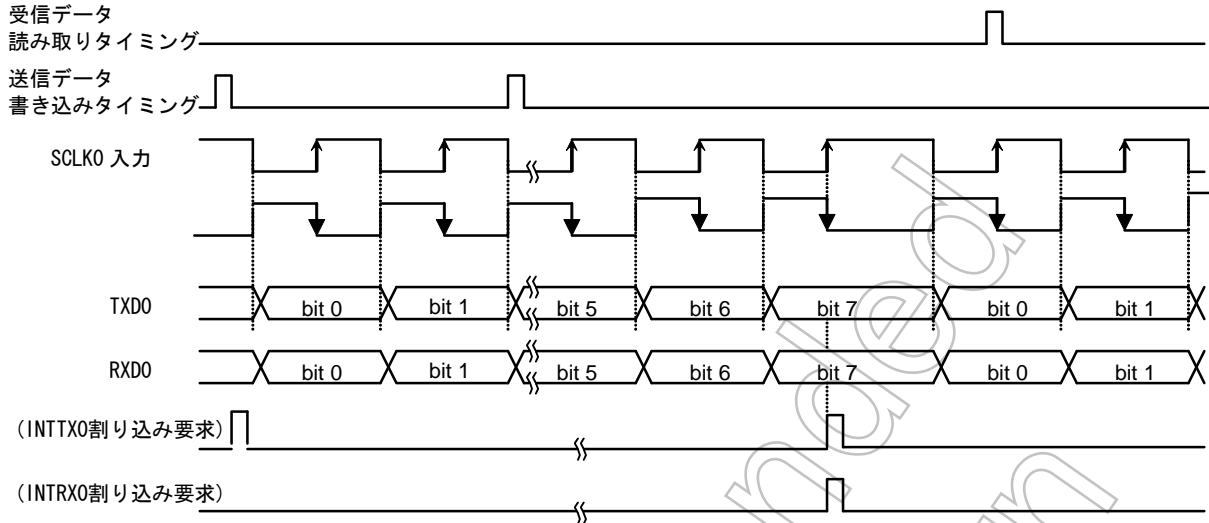 受信データ
読み取りタイミング
送信データ
書き込みタイミング
SCLK0 入力
TXD0 bit 0 bit 1 bit 5 bit 6 bit 7 bit 0 bit 1
RXD0 bit 0 bit 1 bit 5 bit 6 bit 7 bit 0 bit 1
(INTTX0割り込み要求)
(INTRX0割り込み要求)